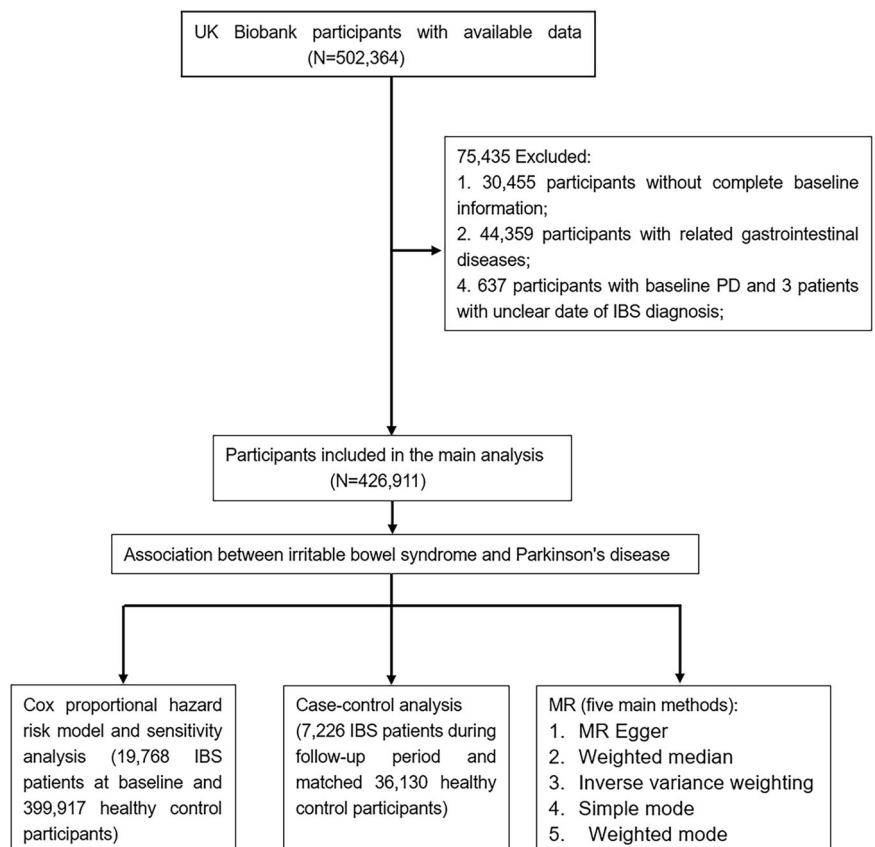 UK Biobank participants with available data
(N=502,364)
75,435 Excluded:
1. 30,455 participants without complete baseline
information;
2. 44,359 participants with related gastrointestinal
diseases;
4. 637 participants with baseline PD and 3 patients
with unclear date of IBS diagnosis;
Participants included in the main analysis
(N=426,911)
Association between irritable bowel syndrome and Parkinson's disease
Cox proportional hazard
risk model and sensitivity
analysis (19,768 IBS
patients at baseline and
399,917 healthy control
participants)
Case-control analysis
(7,226 IBS patients during
follow-up period and
matched 36,130 healthy
control participants)
MR (five main methods):
1. MR Egger
2. Weighted median
3. Inverse variance weighting
4. Simple mode
5. Weighted mode